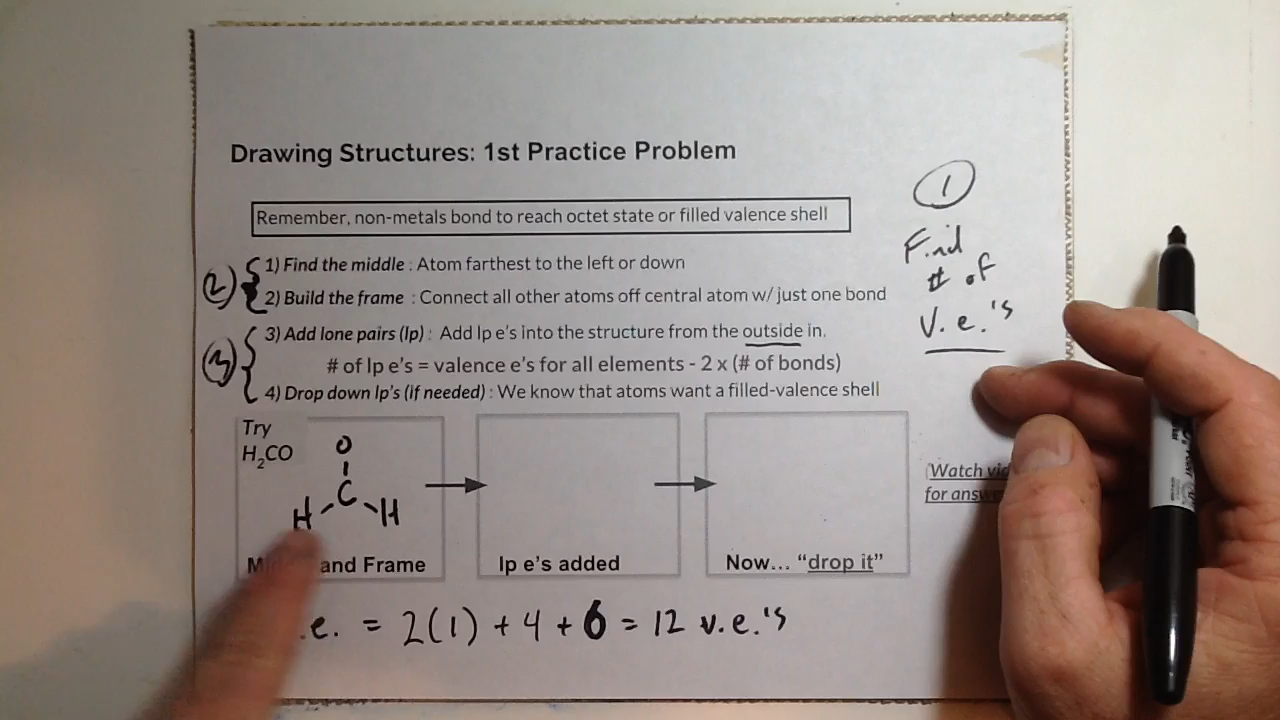 Drawing Structures: 1st Practice Problem
Remember, non-metals bond to reach octet state or filled valence shell
1) Find the middle : Atom farthest to the left or down
2) Build the frame : Connect all other atoms off central atom w/ just one bond
3) Add lone pairs (lp) : Add lp e's into the structure from the outside in.
# of lp e's = valence e's for all elements - 2 x (# of bonds)
4) Drop down lp's (if needed) : We know that atoms want a filled-valence shell
2)
3)
1
Find
# of
v.e.'s
Try
H₂CO
O
C
H
H
and Frame
lp e's added
Now... “drop it”
(Watch
for
.e. = 2(1) + 4 + 6 = 12 v.e.'s